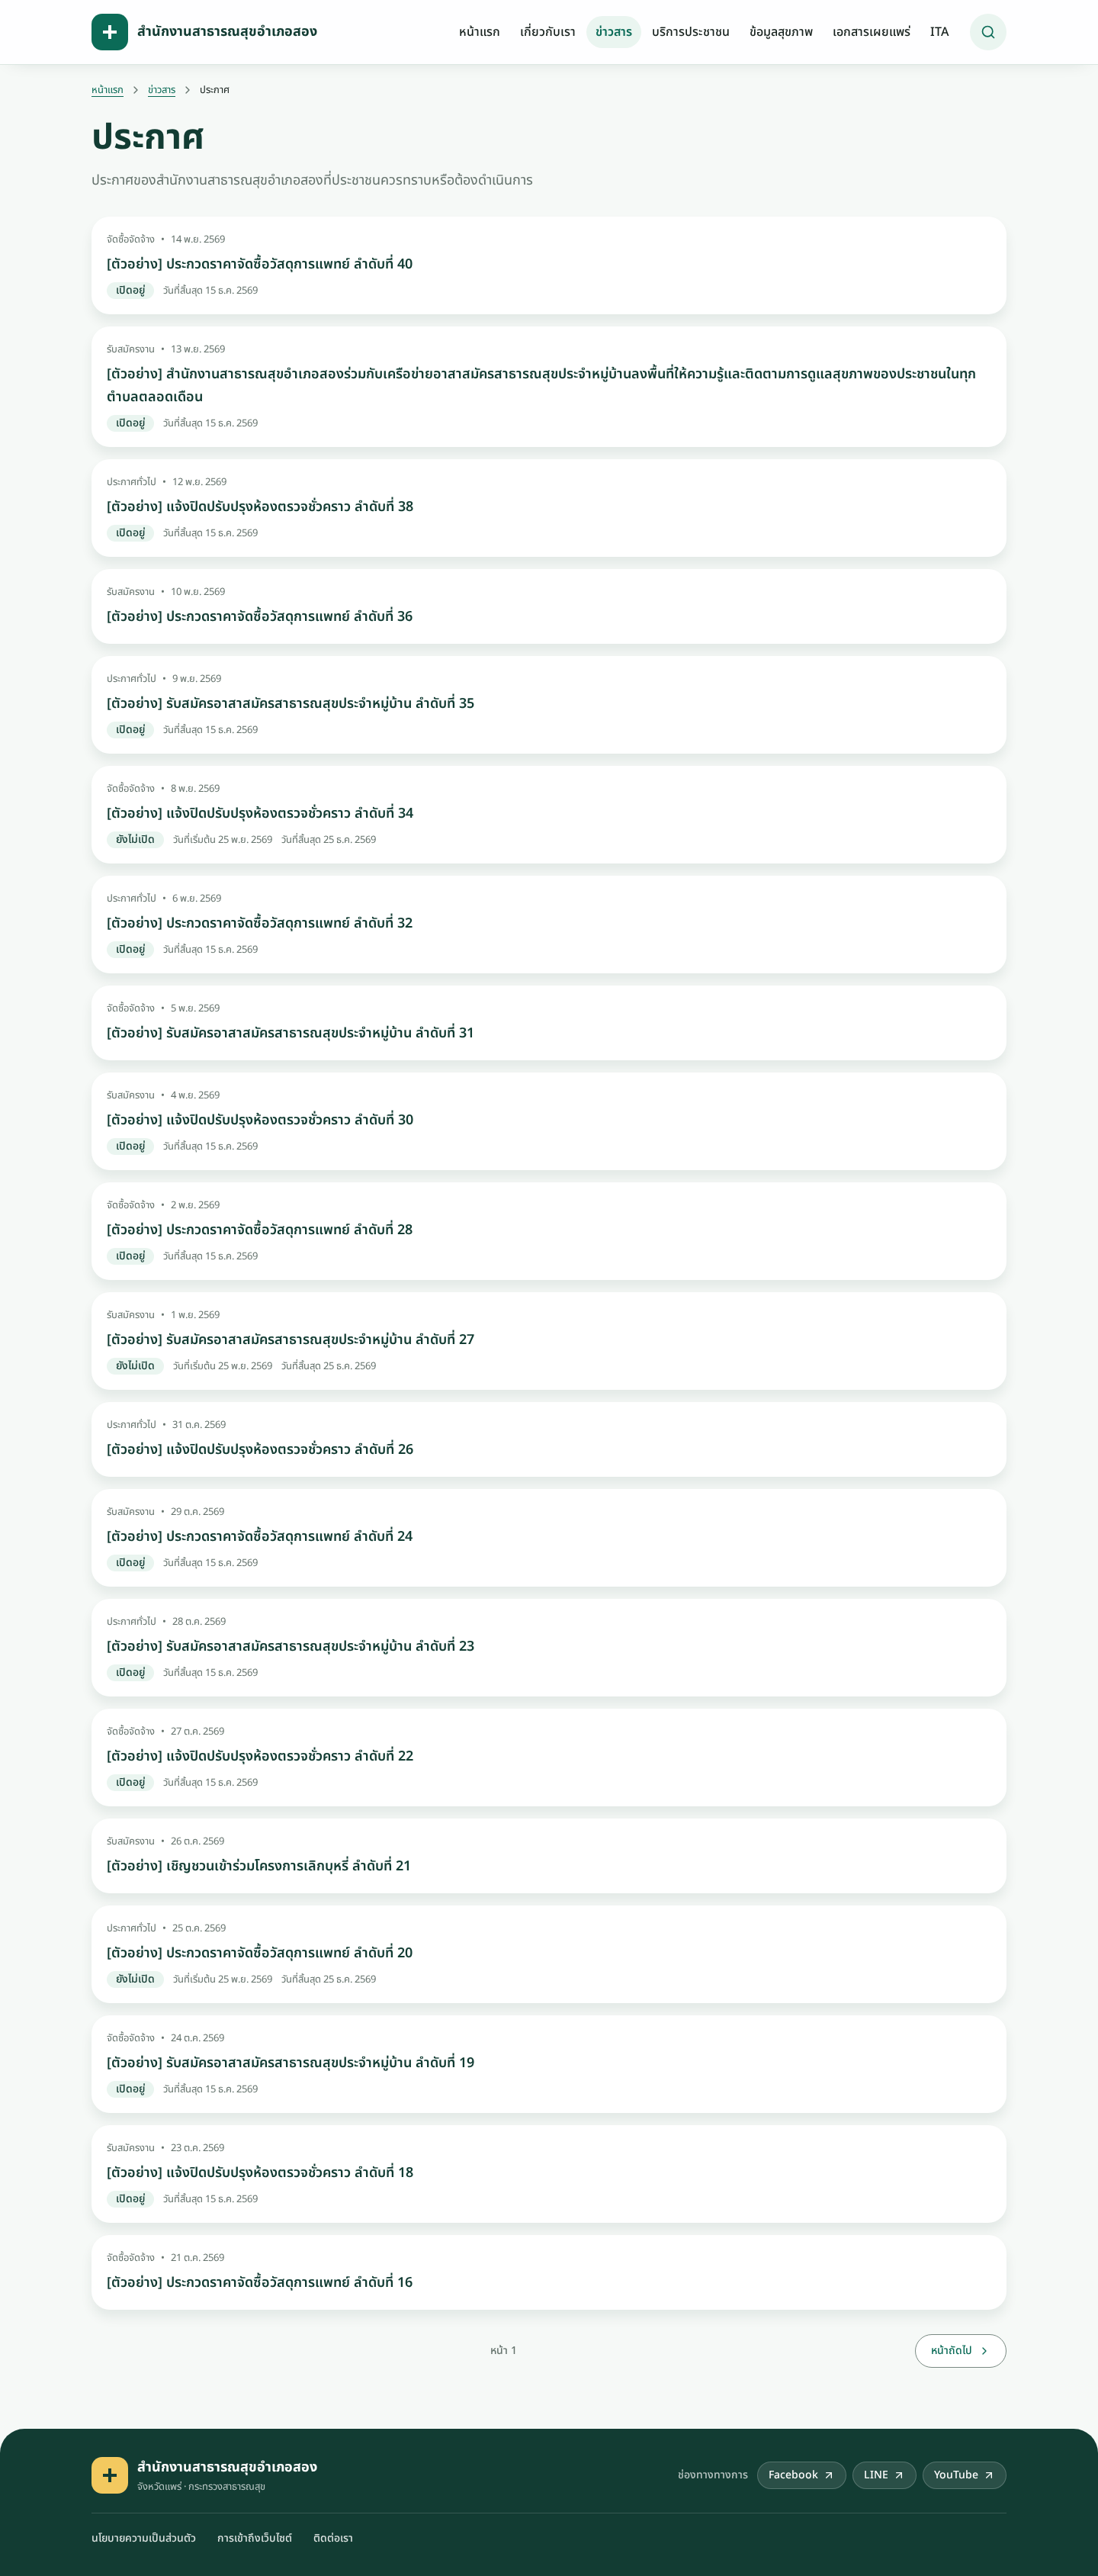 สำนักงานสาธารณสุขอำเภอสอง
หน้าแรก เกี่ยวกับเรา ข่าวสาร บริการประชาชน ข้อมูลสุขภาพ เอกสารเผยแพร่ ITA
หน้าแรก > ข่าวสาร > ประกาศ
ประกาศ
ประกาศของสำนักงานสาธารณสุขอำเภอสองที่ประชาชนควรทราบหรือต้องดำเนินการ
จัดซื้อจัดจ้าง • 14 พ.ย. 2569
[ตัวอย่าง] ประกวดราคาจัดซื้อวัสดุการแพทย์ ลำดับที่ 40
เปิดอยู่ วันที่สิ้นสุด 15 ธ.ค. 2569
รับสมัครงาน • 13 พ.ย. 2569
[ตัวอย่าง] สำนักงานสาธารณสุขอำเภอสองร่วมกับเครือข่ายอาสาสมัครสาธารณสุขประจำหมู่บ้านลงพื้นที่ให้ความรู้และติดตามการดูแลสุขภาพของประชาชนในทุก
ตำบลตลอดเดือน
เปิดอยู่ วันที่สิ้นสุด 15 ธ.ค. 2569
ประกาศทั่วไป • 12 พ.ย. 2569
[ตัวอย่าง] แจ้งปิดปรับปรุงห้องตรวจชั่วคราว ลำดับที่ 38
เปิดอยู่ วันที่สิ้นสุด 15 ธ.ค. 2569
รับสมัครงาน • 10 พ.ย. 2569
[ตัวอย่าง] ประกวดราคาจัดซื้อวัสดุการแพทย์ ลำดับที่ 36
ประกาศทั่วไป • 9 พ.ย. 2569
[ตัวอย่าง] รับสมัครอาสาสมัครสาธารณสุขประจำหมู่บ้าน ลำดับที่ 35
เปิดอยู่ วันที่สิ้นสุด 15 ธ.ค. 2569
จัดซื้อจัดจ้าง • 8 พ.ย. 2569
[ตัวอย่าง] แจ้งปิดปรับปรุงห้องตรวจชั่วคราว ลำดับที่ 34
ยังไม่เปิด วันที่เริ่มต้น 25 พ.ย. 2569 วันที่สิ้นสุด 25 ธ.ค. 2569
ประกาศทั่วไป • 6 พ.ย. 2569
[ตัวอย่าง] ประกวดราคาจัดซื้อวัสดุการแพทย์ ลำดับที่ 32
เปิดอยู่ วันที่สิ้นสุด 15 ธ.ค. 2569
จัดซื้อจัดจ้าง • 5 พ.ย. 2569
[ตัวอย่าง] รับสมัครอาสาสมัครสาธารณสุขประจำหมู่บ้าน ลำดับที่ 31
รับสมัครงาน • 4 พ.ย. 2569
[ตัวอย่าง] แจ้งปิดปรับปรุงห้องตรวจชั่วคราว ลำดับที่ 30
เปิดอยู่ วันที่สิ้นสุด 15 ธ.ค. 2569
จัดซื้อจัดจ้าง • 2 พ.ย. 2569
[ตัวอย่าง] ประกวดราคาจัดซื้อวัสดุการแพทย์ ลำดับที่ 28
เปิดอยู่ วันที่สิ้นสุด 15 ธ.ค. 2569
รับสมัครงาน • 1 พ.ย. 2569
[ตัวอย่าง] รับสมัครอาสาสมัครสาธารณสุขประจำหมู่บ้าน ลำดับที่ 27
ยังไม่เปิด วันที่เริ่มต้น 25 พ.ย. 2569 วันที่สิ้นสุด 25 ธ.ค. 2569
ประกาศทั่วไป • 31 ต.ค. 2569
[ตัวอย่าง] แจ้งปิดปรับปรุงห้องตรวจชั่วคราว ลำดับที่ 26
รับสมัครงาน • 29 ต.ค. 2569
[ตัวอย่าง] ประกวดราคาจัดซื้อวัสดุการแพทย์ ลำดับที่ 24
เปิดอยู่ วันที่สิ้นสุด 15 ธ.ค. 2569
ประกาศทั่วไป • 28 ต.ค. 2569
[ตัวอย่าง] รับสมัครอาสาสมัครสาธารณสุขประจำหมู่บ้าน ลำดับที่ 23
เปิดอยู่ วันที่สิ้นสุด 15 ธ.ค. 2569
จัดซื้อจัดจ้าง • 27 ต.ค. 2569
[ตัวอย่าง] แจ้งปิดปรับปรุงห้องตรวจชั่วคราว ลำดับที่ 22
เปิดอยู่ วันที่สิ้นสุด 15 ธ.ค. 2569
รับสมัครงาน • 26 ต.ค. 2569
[ตัวอย่าง] เชิญชวนเข้าร่วมโครงการเลิกบุหรี่ ลำดับที่ 21
ประกาศทั่วไป • 25 ต.ค. 2569
[ตัวอย่าง] ประกวดราคาจัดซื้อวัสดุการแพทย์ ลำดับที่ 20
ยังไม่เปิด วันที่เริ่มต้น 25 พ.ย. 2569 วันที่สิ้นสุด 25 ธ.ค. 2569
จัดซื้อจัดจ้าง • 24 ต.ค. 2569
[ตัวอย่าง] รับสมัครอาสาสมัครสาธารณสุขประจำหมู่บ้าน ลำดับที่ 19
เปิดอยู่ วันที่สิ้นสุด 15 ธ.ค. 2569
รับสมัครงาน • 23 ต.ค. 2569
[ตัวอย่าง] แจ้งปิดปรับปรุงห้องตรวจชั่วคราว ลำดับที่ 18
เปิดอยู่ วันที่สิ้นสุด 15 ธ.ค. 2569
จัดซื้อจัดจ้าง • 21 ต.ค. 2569
[ตัวอย่าง] ประกวดราคาจัดซื้อวัสดุการแพทย์ ลำดับที่ 16
หน้า 1
หน้าถัดไป
สำนักงานสาธารณสุขอำเภอสอง
จังหวัดแพร่ · กระทรวงสาธารณสุข
ช่องทางทางการ Facebook LINE YouTube
นโยบายความเป็นส่วนตัว การเข้าถึงเว็บไซต์ ติดต่อเรา